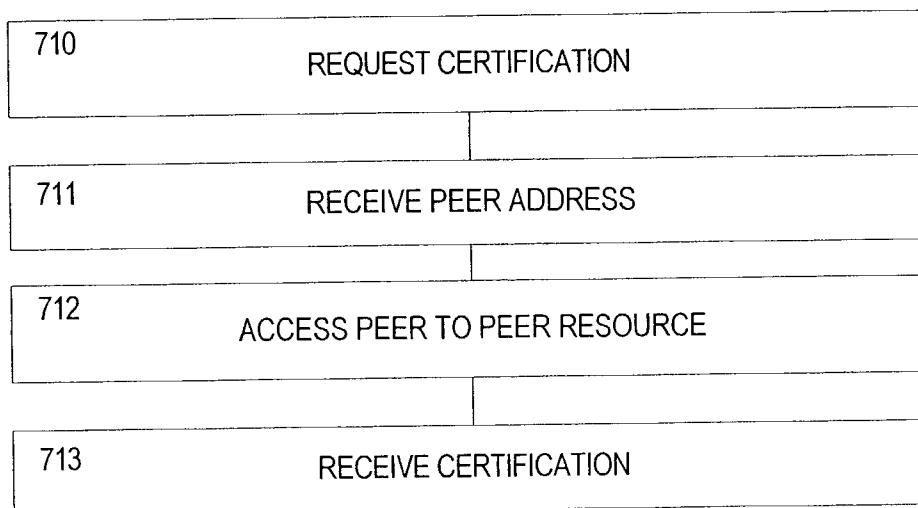 710
REQUEST CERTIFICATION
711
RECEIVE PEER ADDRESS
712
ACCESS PEER TO PEER RESOURCE
713
RECEIVE CERTIFICATION